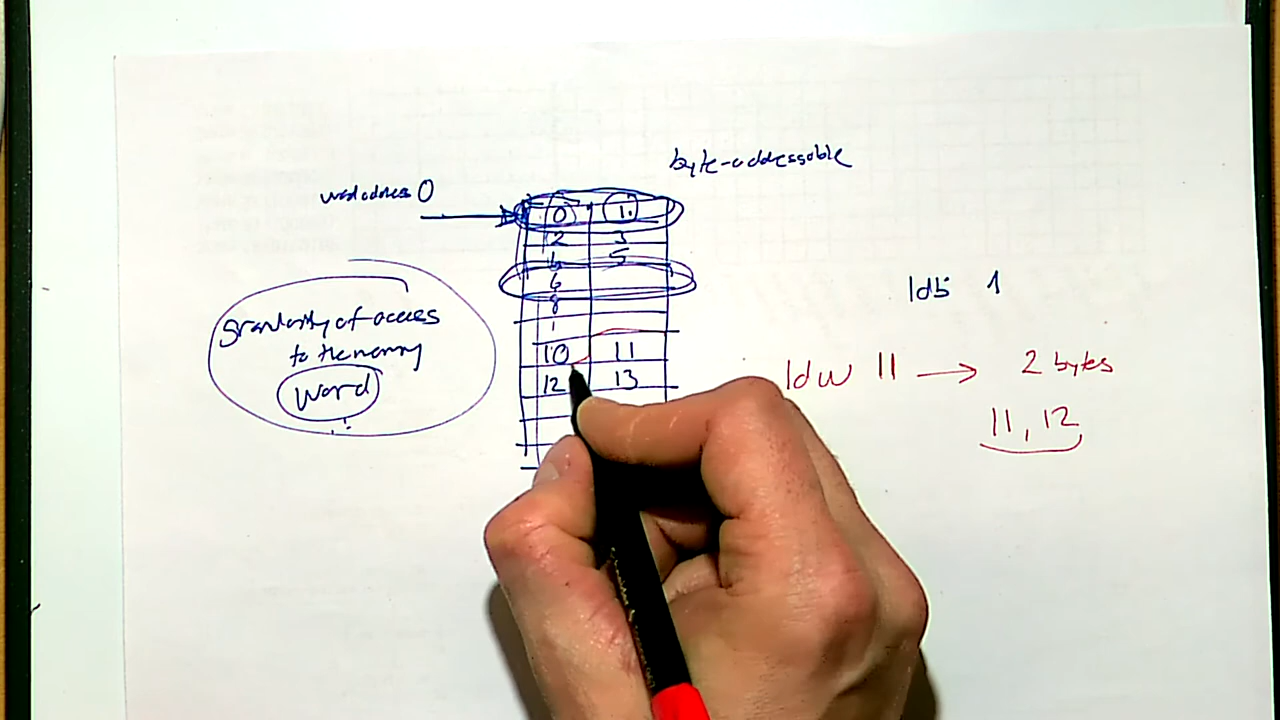 byte-addressable
word address 0
0 1
2 3
4 5
6
8
10 11
12 13
granularity of access
to the memory
word
ldb 1
ldw 11 → 2 bytes
11, 12